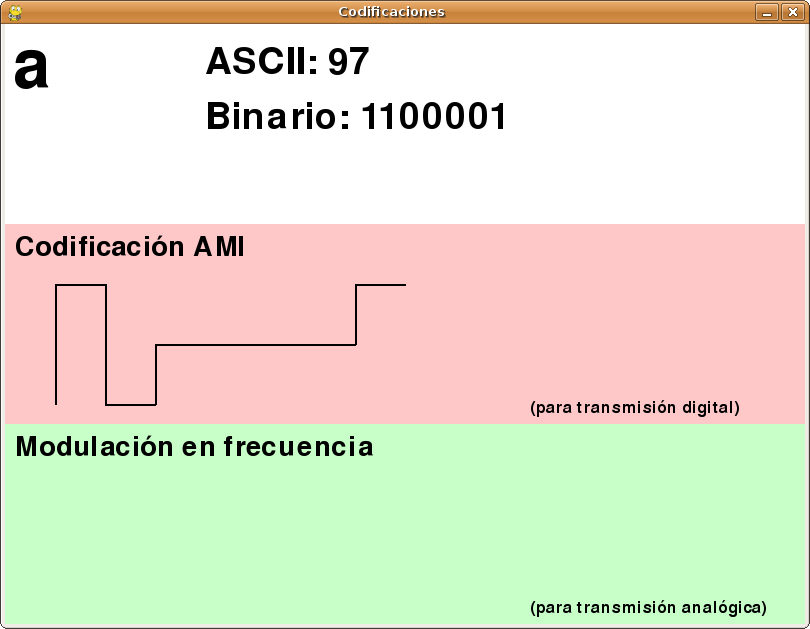 Codificaciones
a
ASCII: 97
Binario: 1100001
Codificación AMI
(para transmisión digital)
Modulación en frecuencia
(para transmisión analógica)